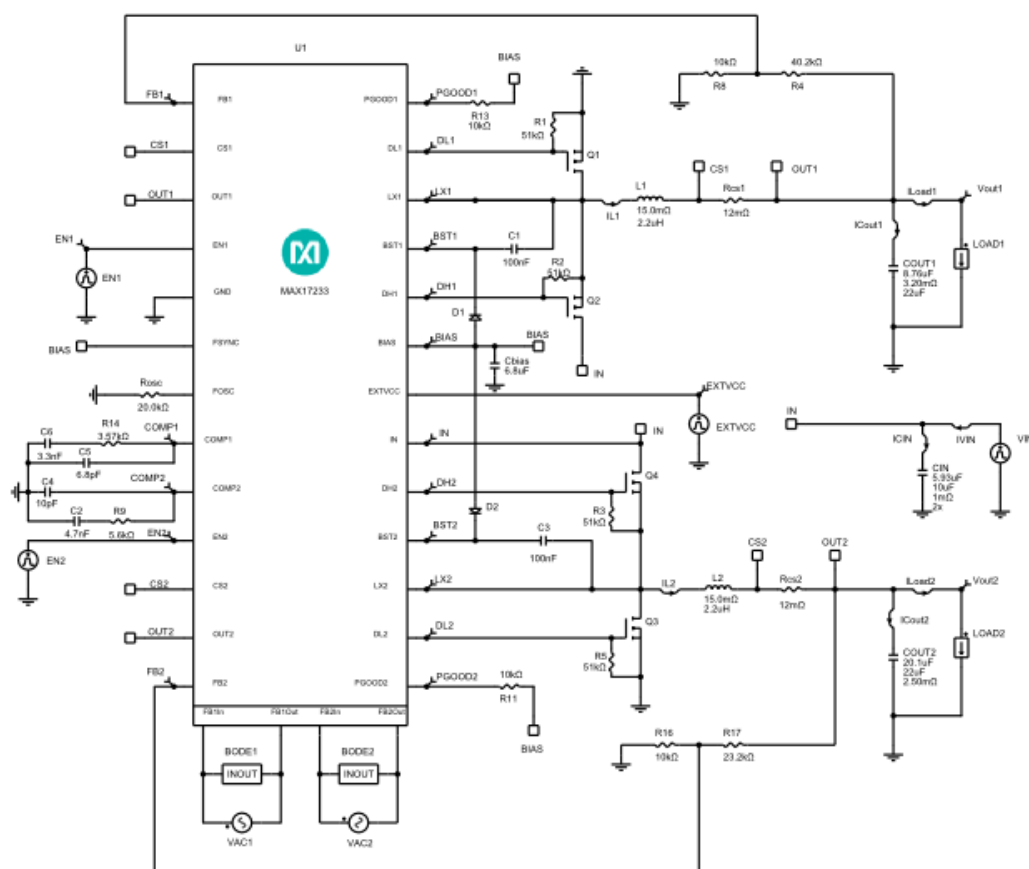 U1
BIAS
10kΩ
40.2kΩ
R8
R4
FB1
FB1
PGOOD1
PGOOD1
R13
10kΩ
R1
51kΩ
CS1
CS1
DL1
DL1
Q1
CS1
OUT1
OUT1
OUT1
LX1
LX1
IL1
L1
15.0mΩ
2.2uH
Rcs1
12mΩ
ILoad1
Vout1
ICout1
EN1
EN1
EN1
BST1
BST1
C1
100nF
R2
51kΩ
COUT1
8.76uF
3.20mΩ
22uF
LOAD1
MAX17233
GND
DH1
DH1
Q2
D1
BIAS
FSYNC
BIAS
BIAS
BIAS
Cbias
6.8uF
IN
Rosc
20.0kΩ
FOSC
EXTVCC
EXTVCC
EXTVCC
C6
3.3nF
R14
3.57kΩ
COMP1
COMP1
IN
IN
IN
IN
ICIN
IVIN
VI
C5
6.8pF
CIN
5.93uF
10uF
1mΩ
2x
C4
10pF
COMP2
COMP2
DH2
DH2
Q4
R3
51kΩ
D2
C2
4.7nF
R9
5.6kΩ
EN2
EN2
EN2
BST2
BST2
C3
100nF
CS2
OUT2
CS2
CS2
LX2
LX2
IL2
L2
15.0mΩ
2.2uH
Rcs2
12mΩ
ILoad2
Vout2
ICout2
OUT2
OUT2
DL2
DL2
Q3
R5
51kΩ
COUT2
20.1uF
22uF
2.50mΩ
LOAD2
FB2
FB2
PGOOD2
PGOOD2
10kΩ
R11
BIAS
FB1In
FB1Out
FB2In
FB2Out
BODE1
INOUT
BODE2
INOUT
R16
10kΩ
R17
23.2kΩ
VAC1
VAC2